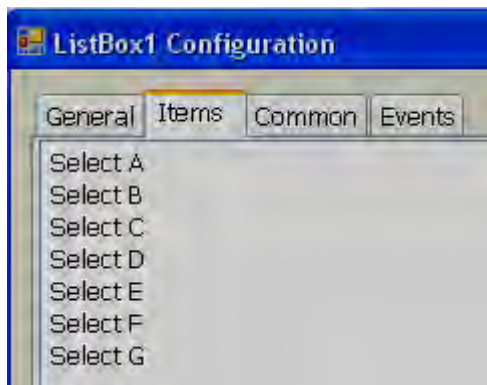 ListBox1 Configuration
General Items Common Events
Select A
Select B
Select C
Select D
Select E
Select F
Select G